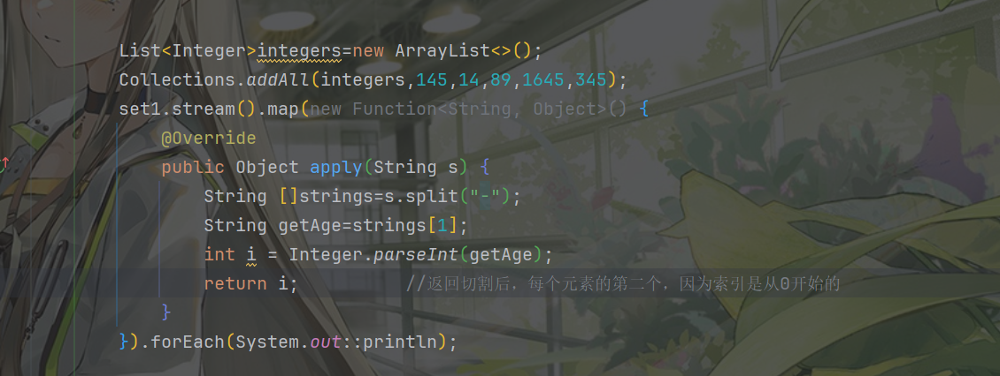 List<Integer>integers=new ArrayList<>();
Collections.addAll(integers,145,14,89,1645,345);
set1.stream().map(new Function<String, Object>() {
@Override
public Object apply(String s) {
String []strings=s.split("-");
String getAge=strings[1];
int i = Integer.parseInt(getAge);
return i; //返回切割后，每个元素的第二个，因为索引是从0开始的
}
}).forEach(System.out::println);